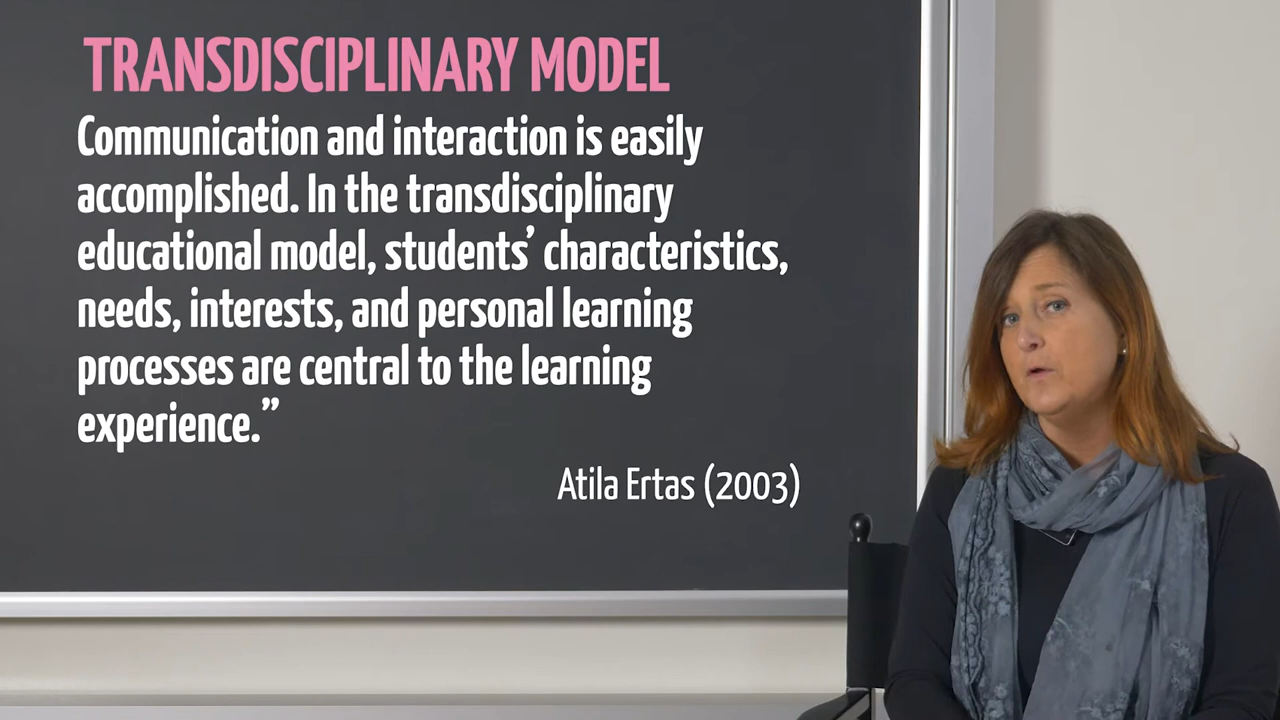 TRANSDISCIPLINARY MODEL
Communication and interaction is easily
accomplished. In the transdisciplinary
educational model, students’ characteristics,
needs, interests, and personal learning
processes are central to the learning
experience.”
Atila Ertas (2003)